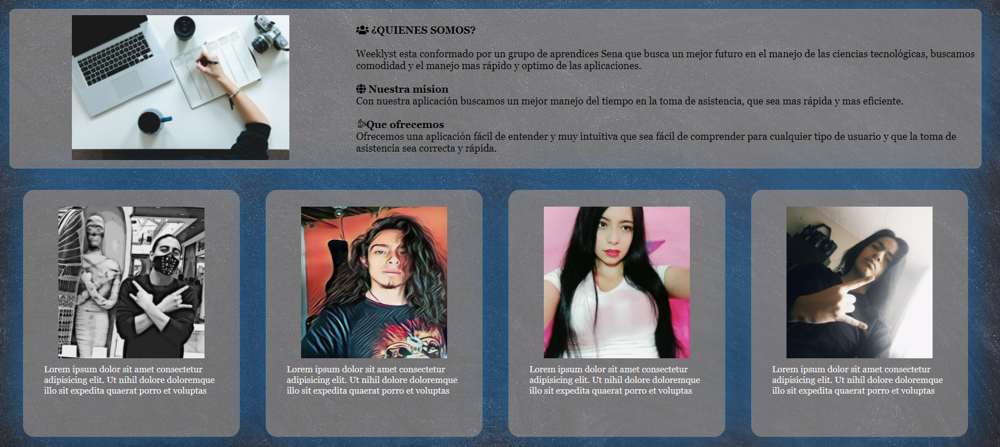 ¿QUIENES SOMOS?
Weeklyst esta conformado por un grupo de aprendices Sena que busca un mejor futuro en el manejo de las ciencias tecnológicas, buscamos
comodidad y el manejo mas rápido y optimo de las aplicaciones.
Nuestra mision
Con nuestra aplicación buscamos un mejor manejo del tiempo en la toma de asistencia, que sea mas rápida y mas eficiente.
Que ofrecemos
Ofrecemos una aplicación fácil de entender y muy intuitiva que sea fácil de comprender para cualquier tipo de usuario y que la toma de
asistencia sea correcta y rápida.
Lorem ipsum dolor sit amet consectetur
adipisicing elit. Ut nihil dolore doloremque
illo sit expedita quaerat porro et voluptas
Lorem ipsum dolor sit amet consectetur
adipisicing elit. Ut nihil dolore doloremque
illo sit expedita quaerat porro et voluptas
Lorem ipsum dolor sit amet consectetur
adipisicing elit. Ut nihil dolore doloremque
illo sit expedita quaerat porro et voluptas
Lorem ipsum dolor sit amet consectetur
adipisicing elit. Ut nihil dolore doloremque
illo sit expedita quaerat porro et voluptas